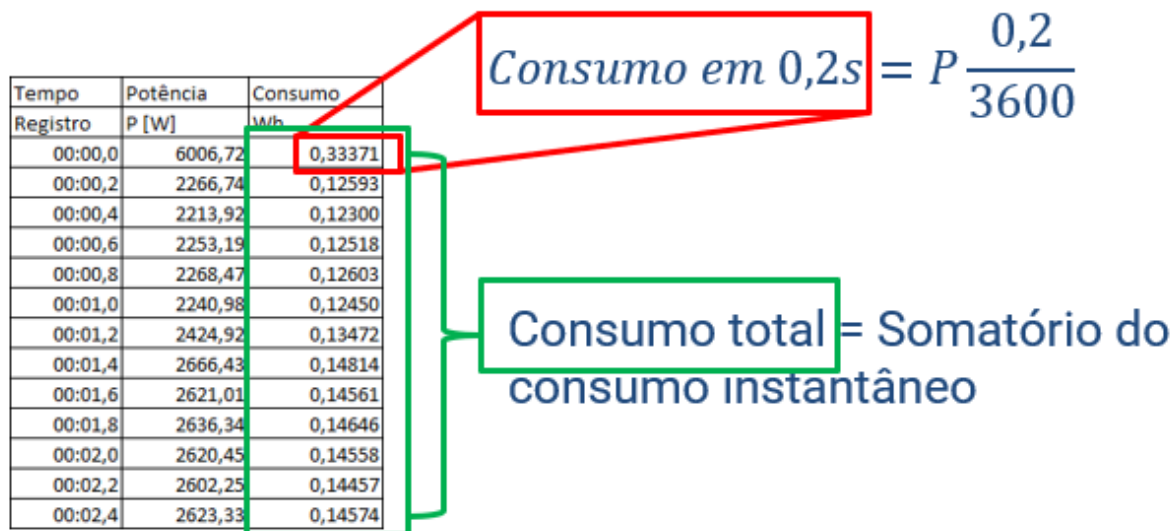 Consumo em 0,2s = P 0,2/3600
Tempo Potência Consumo
Registro P [W] Wh
00:00,0 6006,72 0,33371
00:00,2 2266,74 0,12593
00:00,4 2213,92 0,12300
00:00,6 2253,19 0,12518
00:00,8 2268,47 0,12603
00:01,0 2240,98 0,12450
00:01,2 2424,92 0,13472
00:01,4 2666,43 0,14814
00:01,6 2621,01 0,14561
00:01,8 2636,34 0,14646
00:02,0 2620,45 0,14558
00:02,2 2602,25 0,14457
00:02,4 2623,33 0,14574
Consumo total = Somatório do
consumo instantâneo